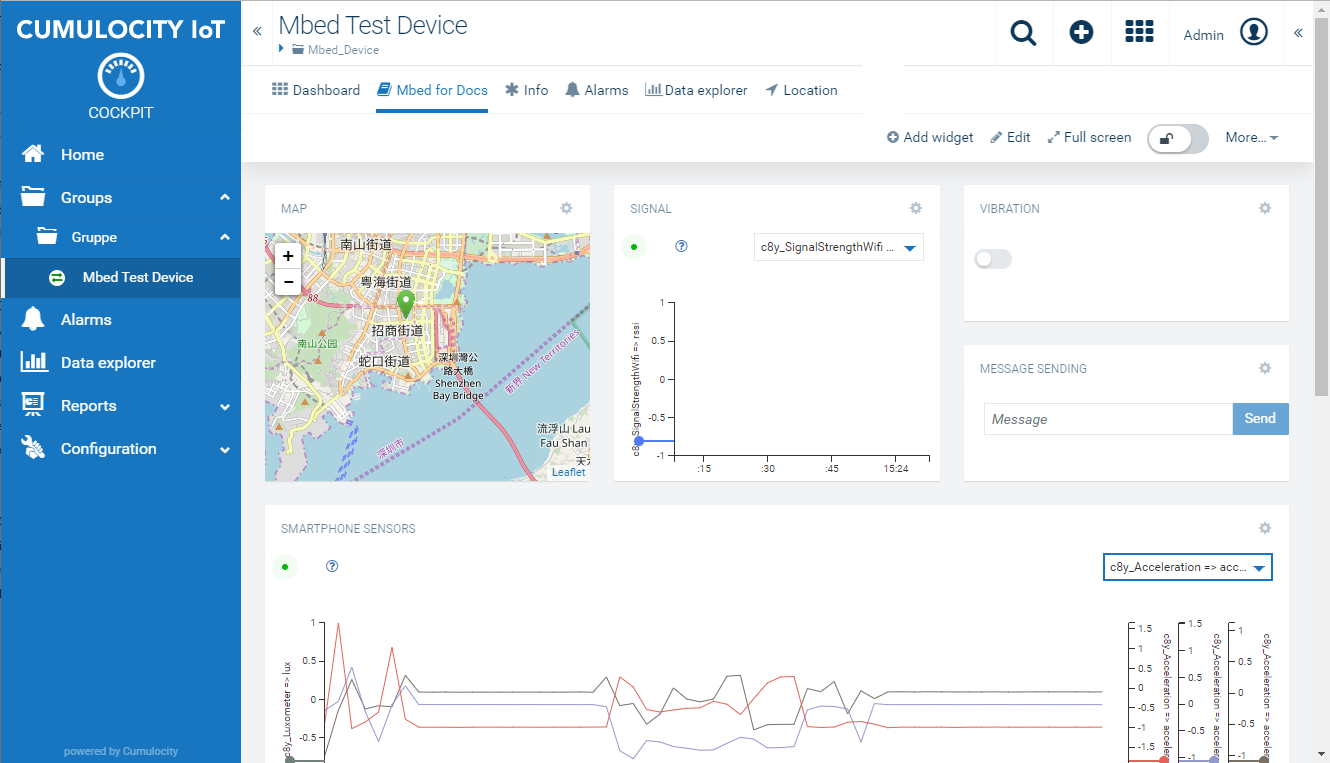 CUMULOCITY IoT
COCKPIT
Home
Groups
Gruppe
Mbed Test Device
Alarms
Data explorer
Reports
Configuration
powered by Cumulocity
Mbed Test Device
Mbed_Device
Admin
Dashboard
Mbed for Docs
Info
Alarms
Data explorer
Location
Add widget
Edit
Full screen
More...
MAP
+
−
南山街道
粤海街道
88
招商街道
南山公园
蛇口街道
深圳灣公
路大橋
Shenzhen
Bay Bridge
新界 New Territories
深圳市
流浮山 Lau
Fau Shan
Leaflet
SIGNAL
c8y_SignalStrengthWifi ...
c8y_SignalStrengthWifi => rssi
1
0.5
0
-0.5
-1
:15
:30
:45
15:24
VIBRATION
MESSAGE SENDING
Message
Send
SMARTPHONE SENSORS
c8y_Acceleration => acc...
c8y_Luxometer => lux
1
0.5
0
-0.5
1.5
1
0.5
0
-0.5
-1
-1.5
c8y_Acceleration => acceler
1.5
1
0.5
0
-0.5
-1
c8y_Acceleration => acceler
1
0.5
0
-0.5
-1
c8y_Acceleration => acceler